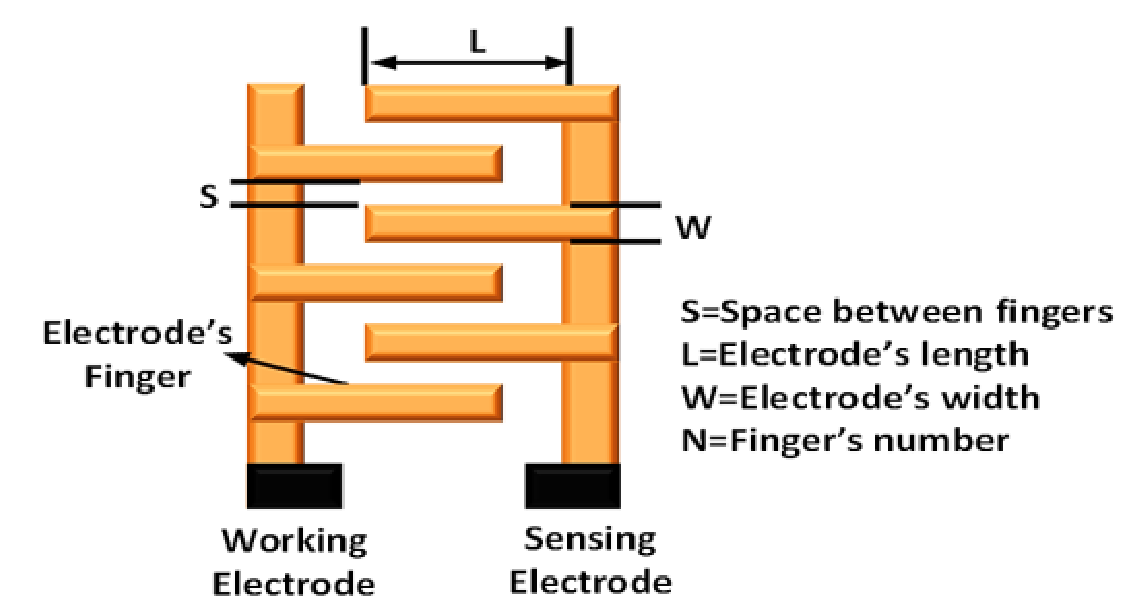 L
S
W
Electrode’s
Finger
S=Space between fingers
L=Electrode’s length
W=Electrode’s width
N=Finger’s number
Working
Electrode
Sensing
Electrode